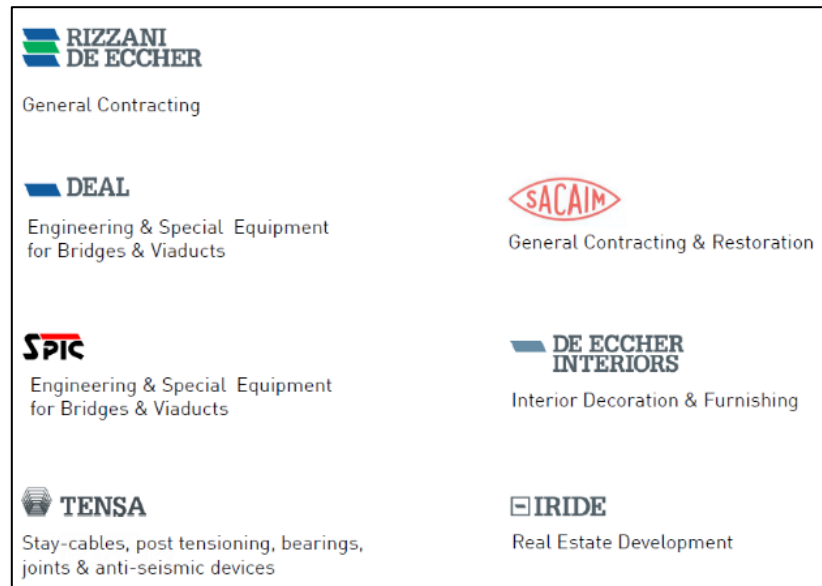 RIZZANI
DE ECCHER
General Contracting
DEAL
Engineering & Special Equipment
for Bridges & Viaducts
SACAIM
General Contracting & Restoration
SPIC
Engineering & Special Equipment
for Bridges & Viaducts
DE ECCHER
INTERIORS
Interior Decoration & Furnishing
TENSA
Stay-cables, post tensioning, bearings,
joints & anti-seismic devices
IRIDE
Real Estate Development